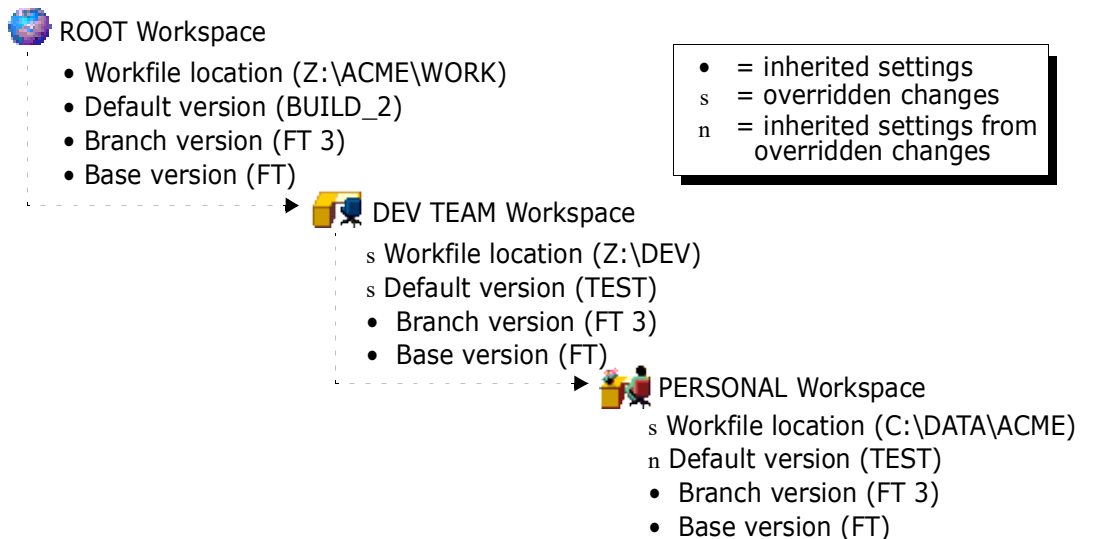 ROOT Workspace
• Workfile location (Z:\ACME\WORK)
• Default version (BUILD_2)
• Branch version (FT 3)
• Base version (FT)
• = inherited settings
s = overridden changes
n = inherited settings from
overridden changes
DEV TEAM Workspace
s Workfile location (Z:\DEV)
s Default version (TEST)
• Branch version (FT 3)
• Base version (FT)
PERSONAL Workspace
s Workfile location (C:\DATA\ACME)
n Default version (TEST)
• Branch version (FT 3)
• Base version (FT)